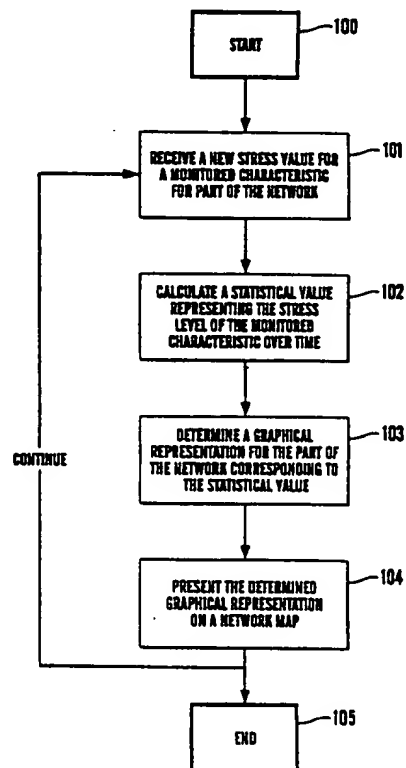 START
100
RECEIVE A NEW STRESS VALUE FOR
A MONITORED CHARACTERISTIC
FOR PART OF THE NETWORK
101
CALCULATE A STATISTICAL VALUE
REPRESENTING THE STRESS
LEVEL OF THE MONITORED
CHARACTERISTIC OVER TIME
102
DETERMINE A GRAPHICAL
REPRESENTATION FOR THE PART OF
THE NETWORK CORRESPONDING TO
THE STATISTICAL VALUE
103
CONTINUE
PRESENT THE DETERMINED
GRAPHICAL REPRESENTATION
ON A NETWORK MAP
104
END
105